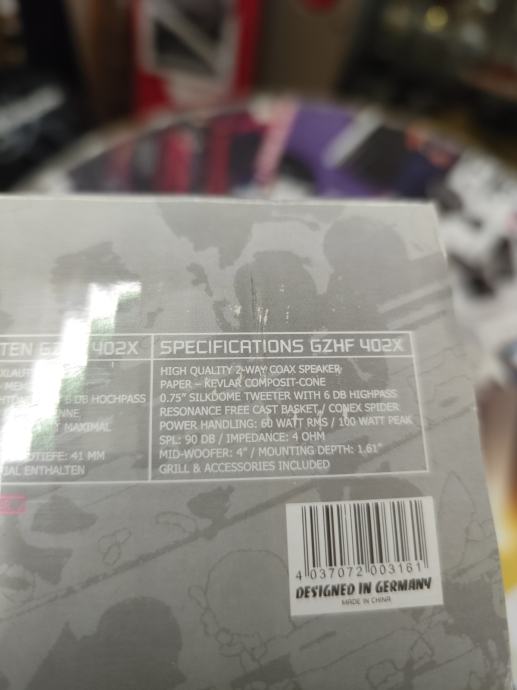 TEN GZHF 402X
HOCHPASS
MAXIMAL
TIEFE: 41 MM
IAL ENTHALTEN
SPECIFICATIONS GZHF 402X
HIGH QUALITY 2-WAY COAX SPEAKER
PAPER – KEVLAR COMPOSIT-CONE
0.75" SILKDOME TWEETER WITH 6 DB HIGHPASS
RESONANCE FREE CAST BASKET / CONEX SPIDER
POWER HANDLING: 60 WATT RMS / 100 WATT PEAK
SPL: 90 DB / IMPEDANCE: 4 OHM
MID-WOOFER: 4" / MOUNTING DEPTH: 1.61"
GRILL & ACCESSORIES INCLUDED
4 037072 003161
DESIGNED IN GERMANY
MADE IN CHINA